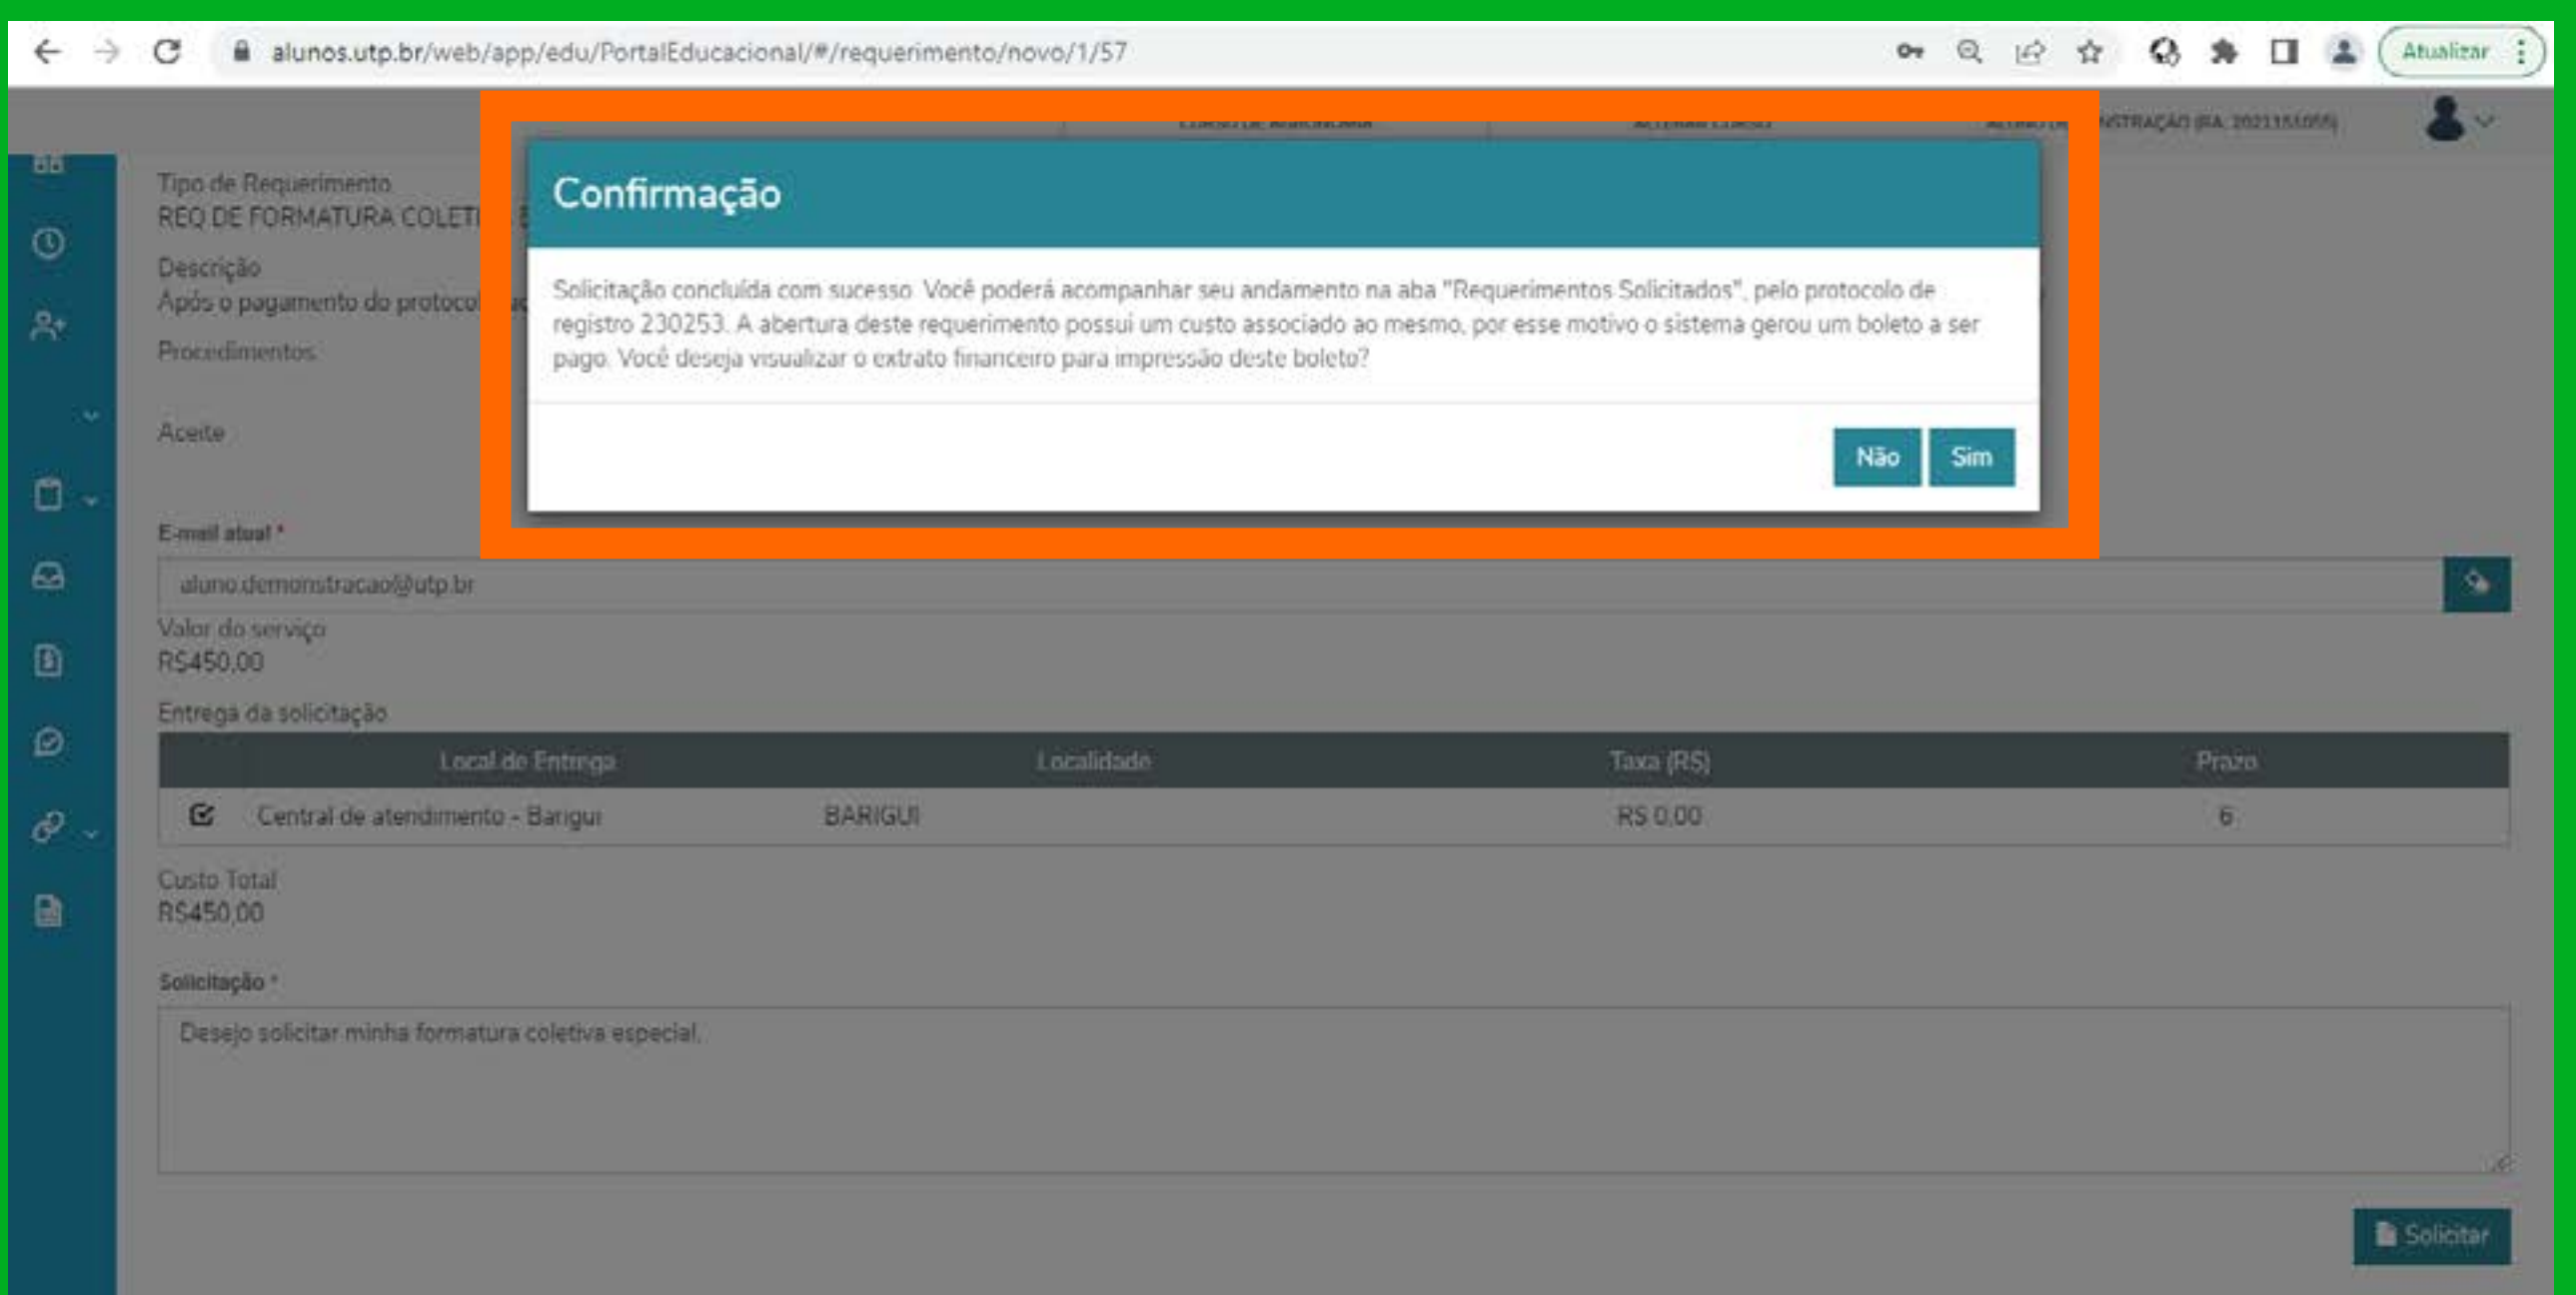 alunos.utp.br/web/app/edu/PortalEducacional/#/requerimento/novo/1/57
Atualizar
NSTRAÇÃO (RA: 2021151055)
Tipo de Requerimento
REQ DE FORMATURA COLETI
Descrição
Após o pagamento do protocol
Procedimentos
Aceite
Confirmação
Solicitação concluída com sucesso. Você poderá acompanhar seu andamento na aba "Requerimentos Solicitados", pelo protocolo de
registro 230253. A abertura deste requerimento possui um custo associado ao mesmo, por esse motivo o sistema gerou um boleto a ser
pago. Você deseja visualizar o extrato financeiro para impressão deste boleto?
Não Sim
E-mail atual *
aluno.demonstracao@utp.br
Valor do serviço
R$450,00
Entrega da solicitação
Local de Entrega Localidade Taxa (R$) Prazo
Central de atendimento - Barigui BARIGUI R$ 0,00 6
Custo Total
R$450,00
Solicitação *
Desejo solicitar minha formatura coletiva especial.
Solicitar